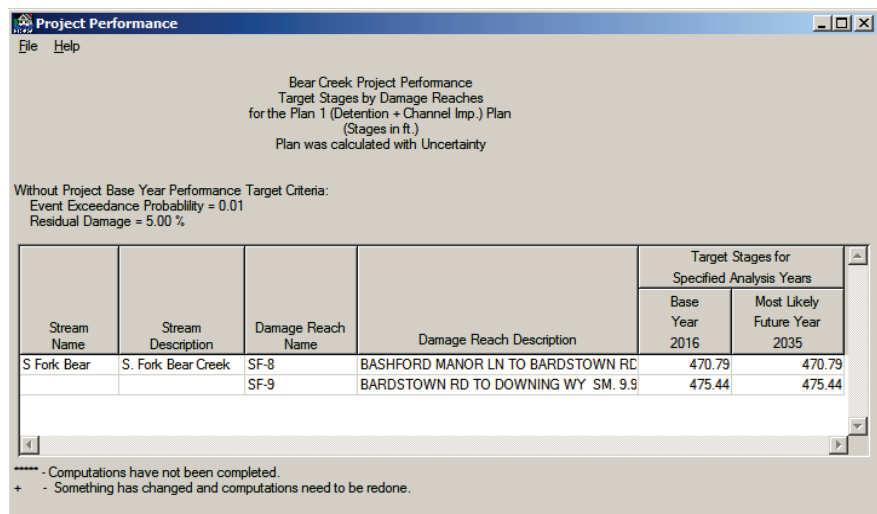 Project Performance
File Help
Bear Creek Project Performance
Target Stages by Damage Reaches
for the Plan 1 (Detention + Channel Imp.) Plan
(Stages in ft.)
Plan was calculated with Uncertainty
Without Project Base Year Performance Target Criteria:
Event Exceedance Probablility = 0.01
Residual Damage = 5.00 %
Target Stages for
Specified Analysis Years
Base Most Likely
Year Future Year
Stream Stream Damage Reach
Name Description Name Damage Reach Description 2016 2035
S Fork Bear S. Fork Bear Creek SF-8 BASHFORD MANOR LN TO BARDSTOWN RD 470.79 470.79
SF-9 BARDSTOWN RD TO DOWNING WY SM. 9.9 475.44 475.44
***** - Computations have not been completed.
+ - Something has changed and computations need to be redone.